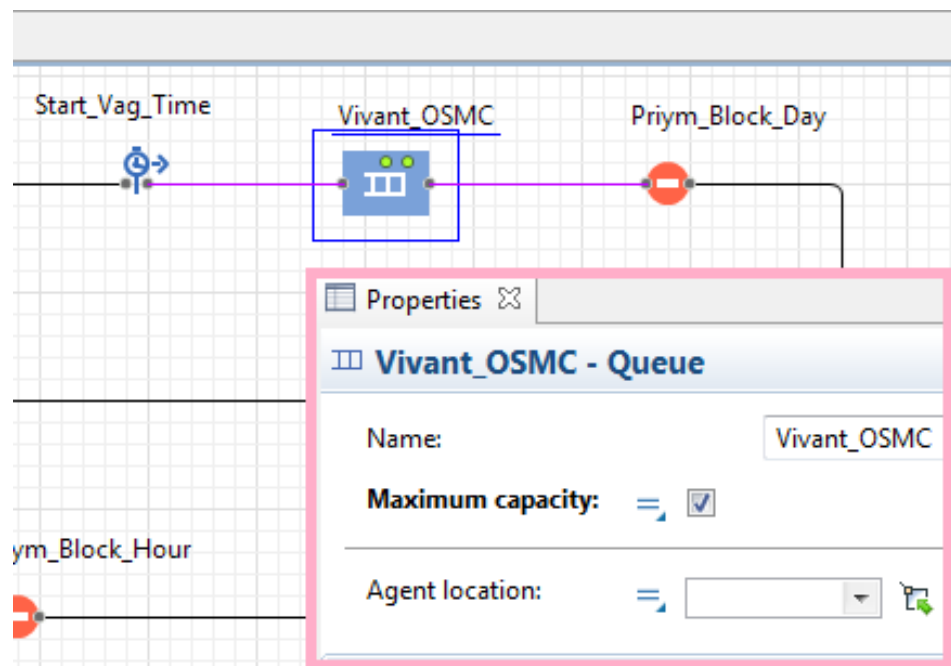 Start_Vag_Time
Vivant_OSMC
Priym_Block_Day
Properties
Vivant_OSMC - Queue
Name:
Vivant_OSMC
Maximum capacity:
Agent location:
ym_Block_Hour